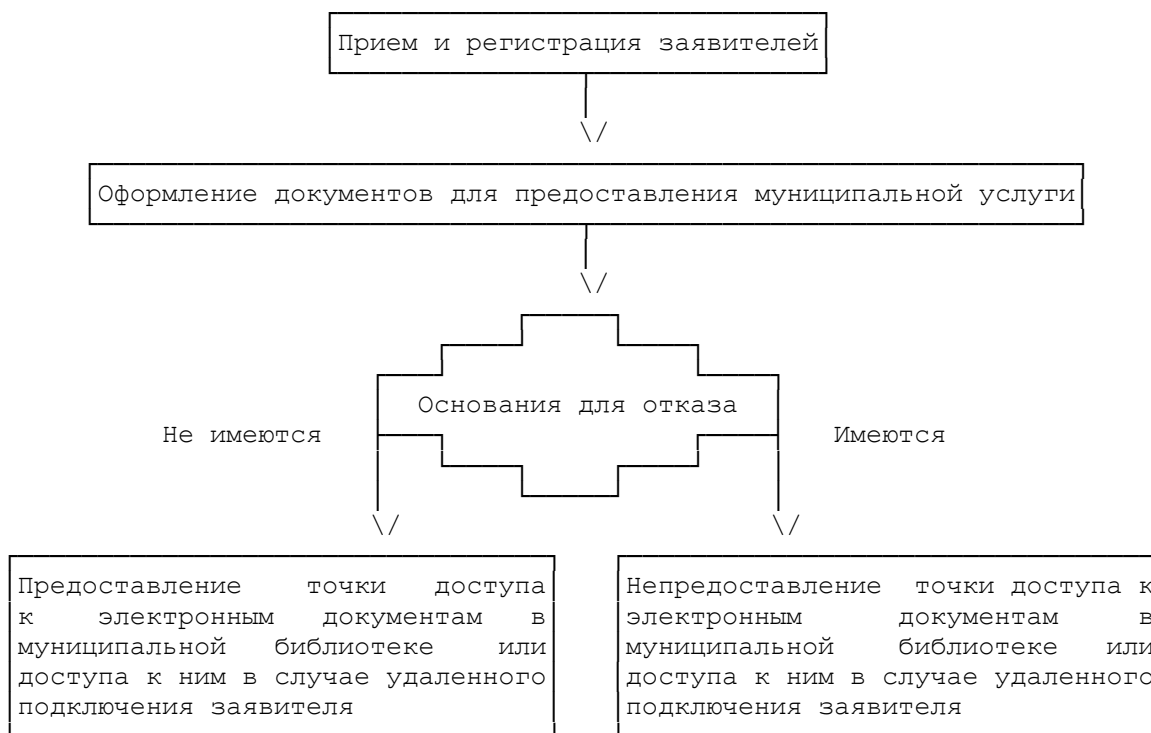 Прием и регистрация заявителей
Оформление документов для предоставления муниципальной услуги
Основания для отказа
Не имеются
Имеются
Предоставление точки доступа
к электронным документам в
муниципальной библиотеке или
доступа к ним в случае удаленного
подключения заявителя
Непредоставление точки доступа к
электронным документам в
муниципальной библиотеке или
доступа к ним в случае удаленного
подключения заявителя